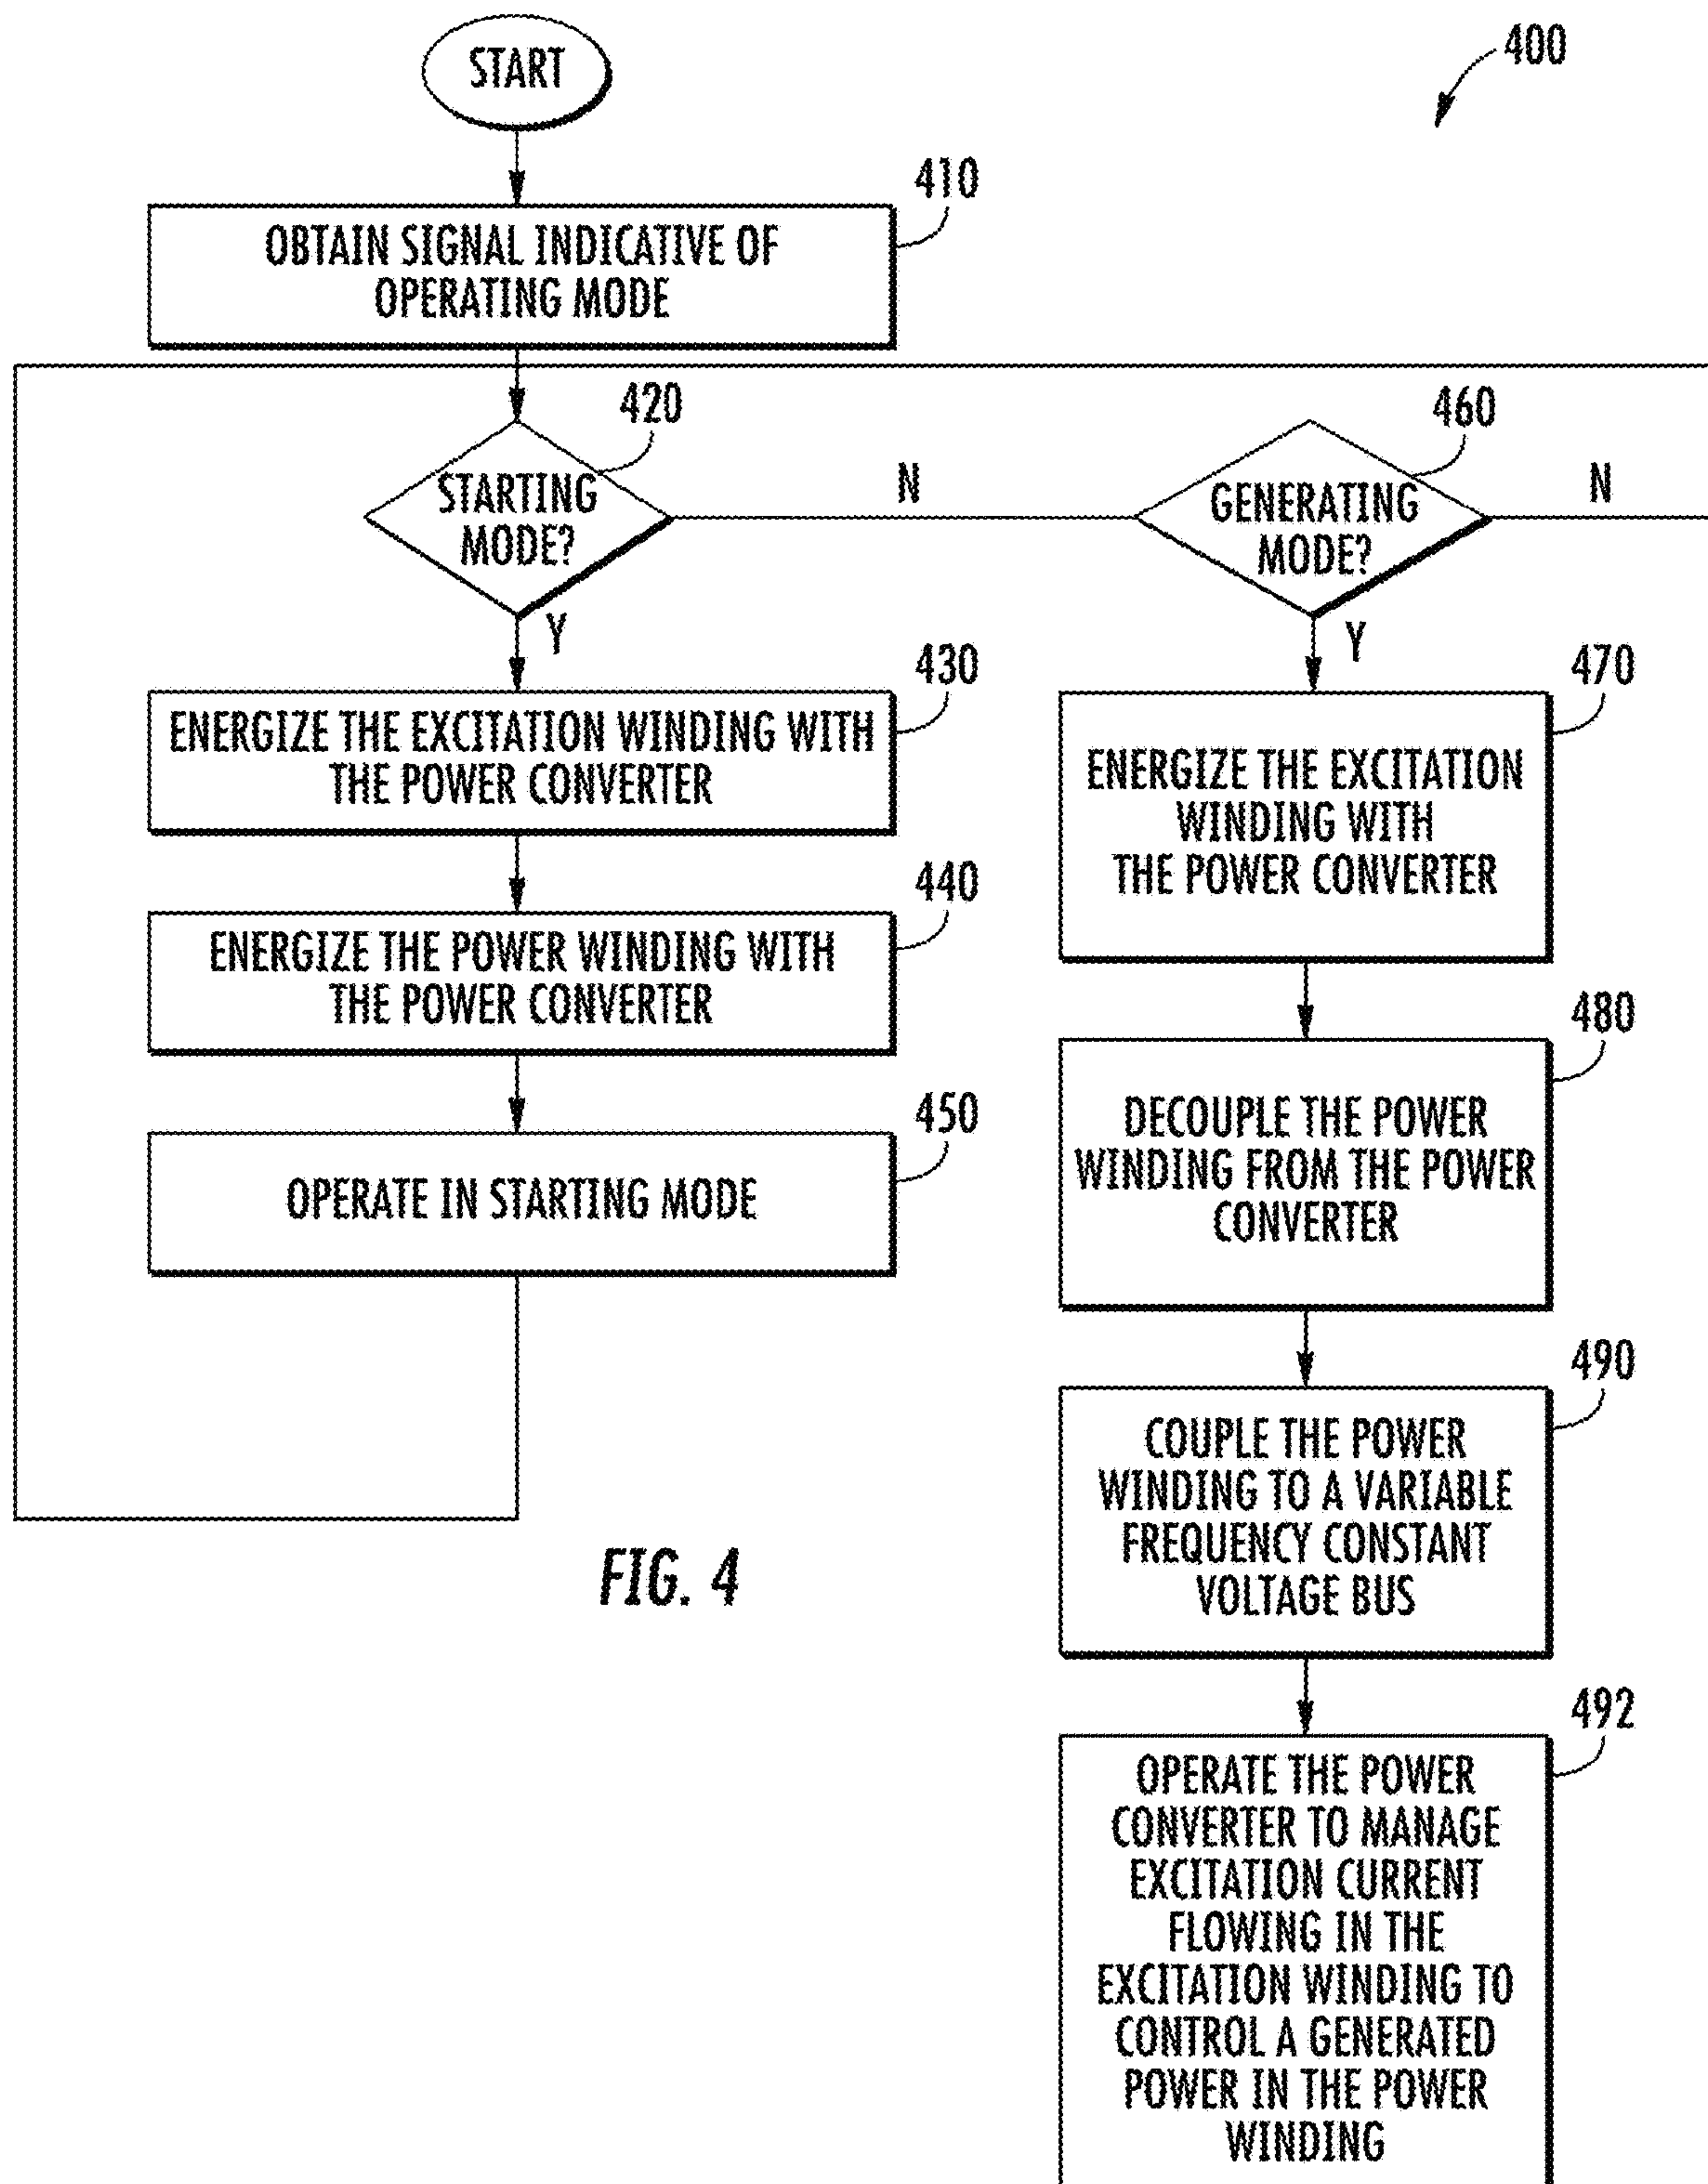 START
400
410
OBTAIN SIGNAL INDICATIVE OF
OPERATING MODE
420
STARTING
MODE?
N
Y
430
ENERGIZE THE EXCITATION WINDING WITH
THE POWER CONVERTER
440
ENERGIZE THE POWER WINDING WITH
THE POWER CONVERTER
450
OPERATE IN STARTING MODE
460
GENERATING
MODE?
N
Y
470
ENERGIZE THE EXCITATION
WINDING WITH
THE POWER CONVERTER
480
DECOUPLE THE POWER
WINDING FROM THE POWER
CONVERTER
490
COUPLE THE POWER
WINDING TO A VARIABLE
FREQUENCY CONSTANT
VOLTAGE BUS
492
OPERATE THE POWER
CONVERTER TO MANAGE
EXCITATION CURRENT
FLOWING IN THE
EXCITATION WINDING TO
CONTROL A GENERATED
POWER IN THE POWER
WINDING
FIG. 4